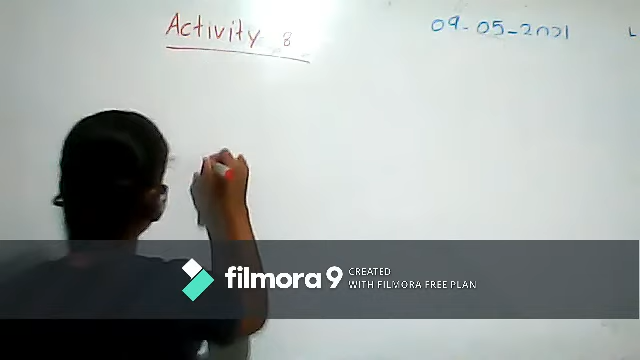 Activity 8
09-05-2021
L
filmora 9 CREATED
WITH FILMORA FREE PLAN